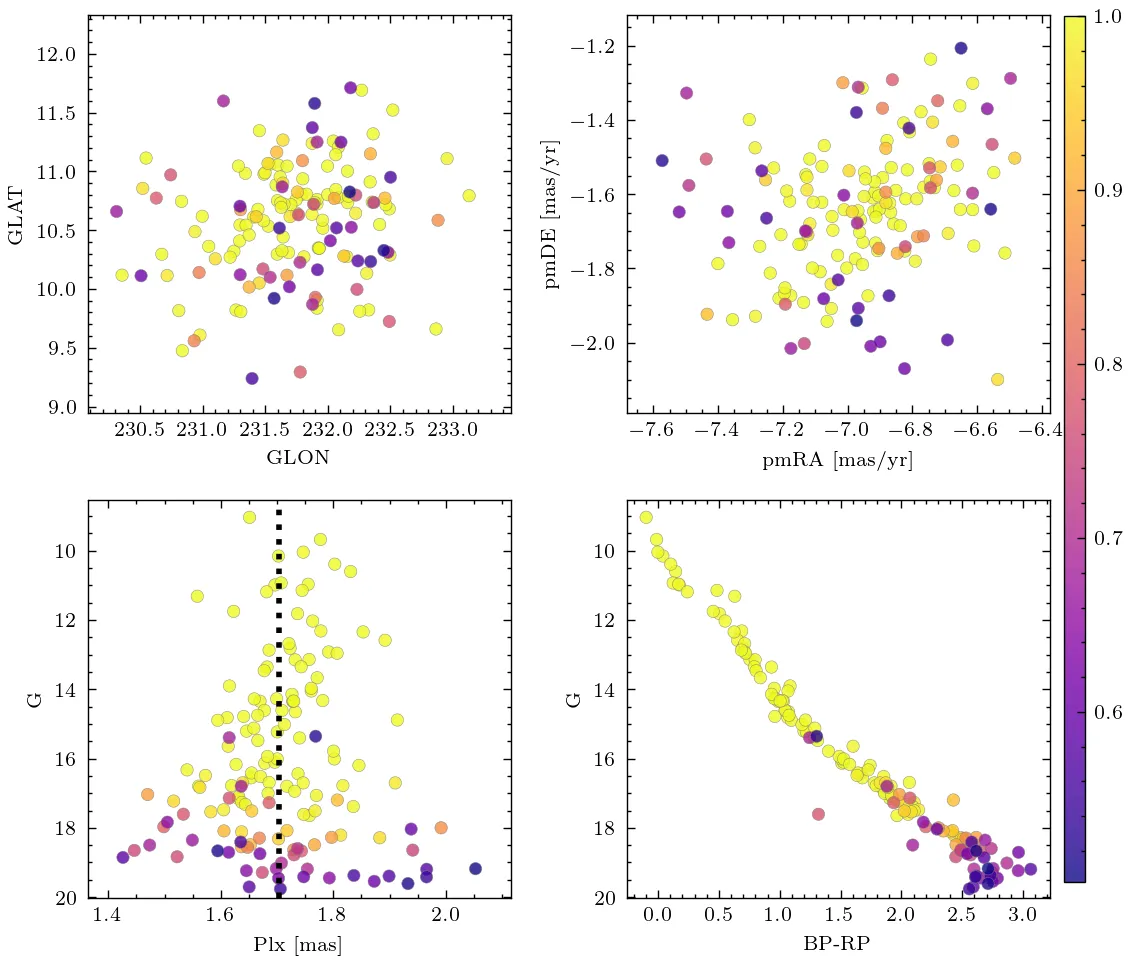 12.0
11.5
11.0
10.5
10.0
9.5
9.0
GLAT
230.5 231.0 231.5 232.0 232.5 233.0
GLON
−1.2
−1.4
−1.6
−1.8
−2.0
pmDE [mas/yr]
−7.6 −7.4 −7.2 −7.0 −6.8 −6.6 −6.4
pmRA [mas/yr]
1.0
0.9
0.8
0.7
0.6
10
12
14
16
18
20
G
1.4 1.6 1.8 2.0
Plx [mas]
10
12
14
16
18
20
G
0.0 0.5 1.0 1.5 2.0 2.5 3.0
BP-RP